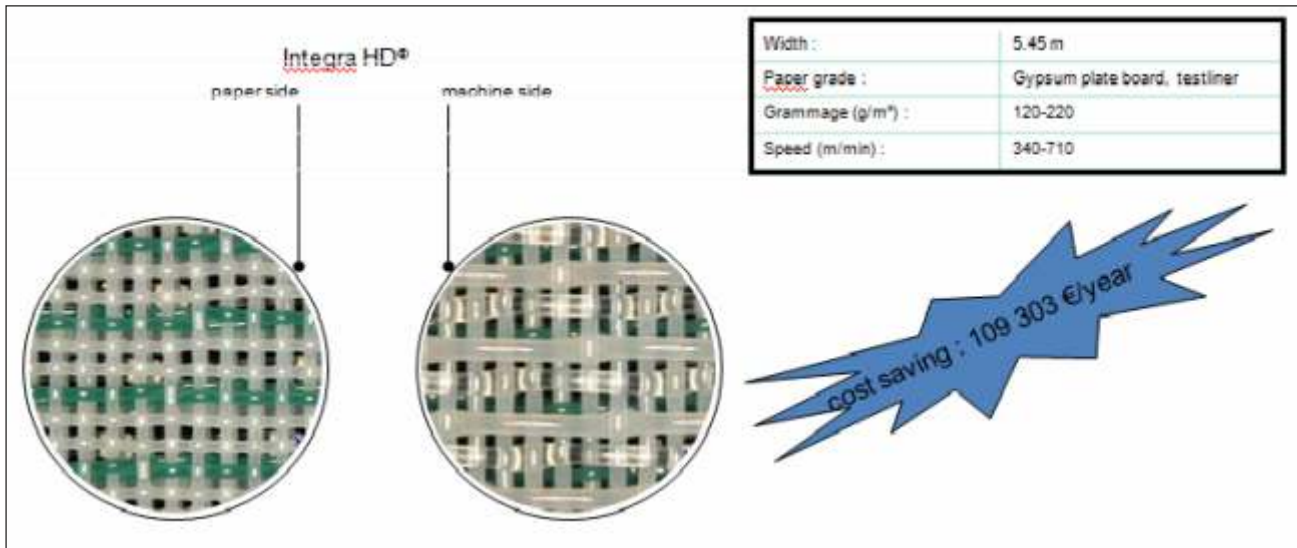 Integra HD®
paper side
machine side
Width : 5.45 m
Paper grade : Gypsum plate board, testliner
Grammage (g/m²) : 120-220
Speed (m/min) : 340-710
cost saving : 109 303 €/year